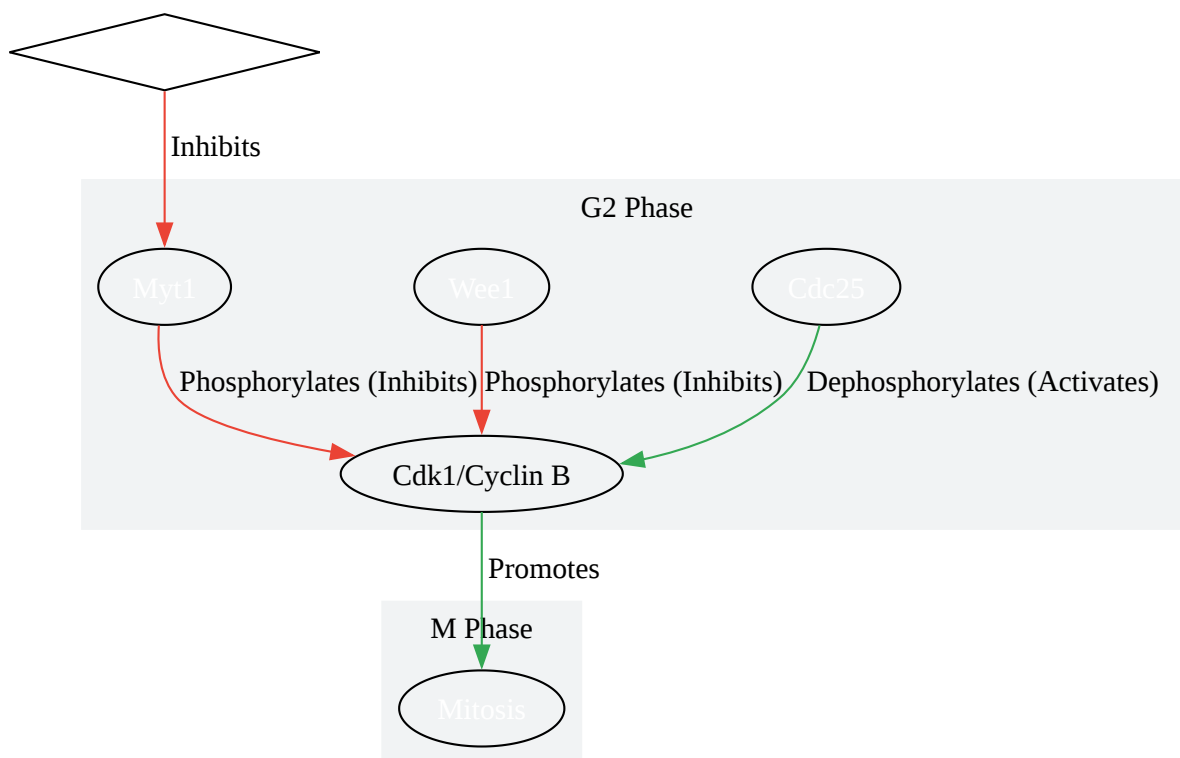 Inhibits
G2 Phase
Myt1
Wee1
Cdc25
Phosphorylates (Inhibits)
Phosphorylates (Inhibits)
Dephosphorylates (Activates)
Cdk1/Cyclin B
Promotes
M Phase
Mitosis